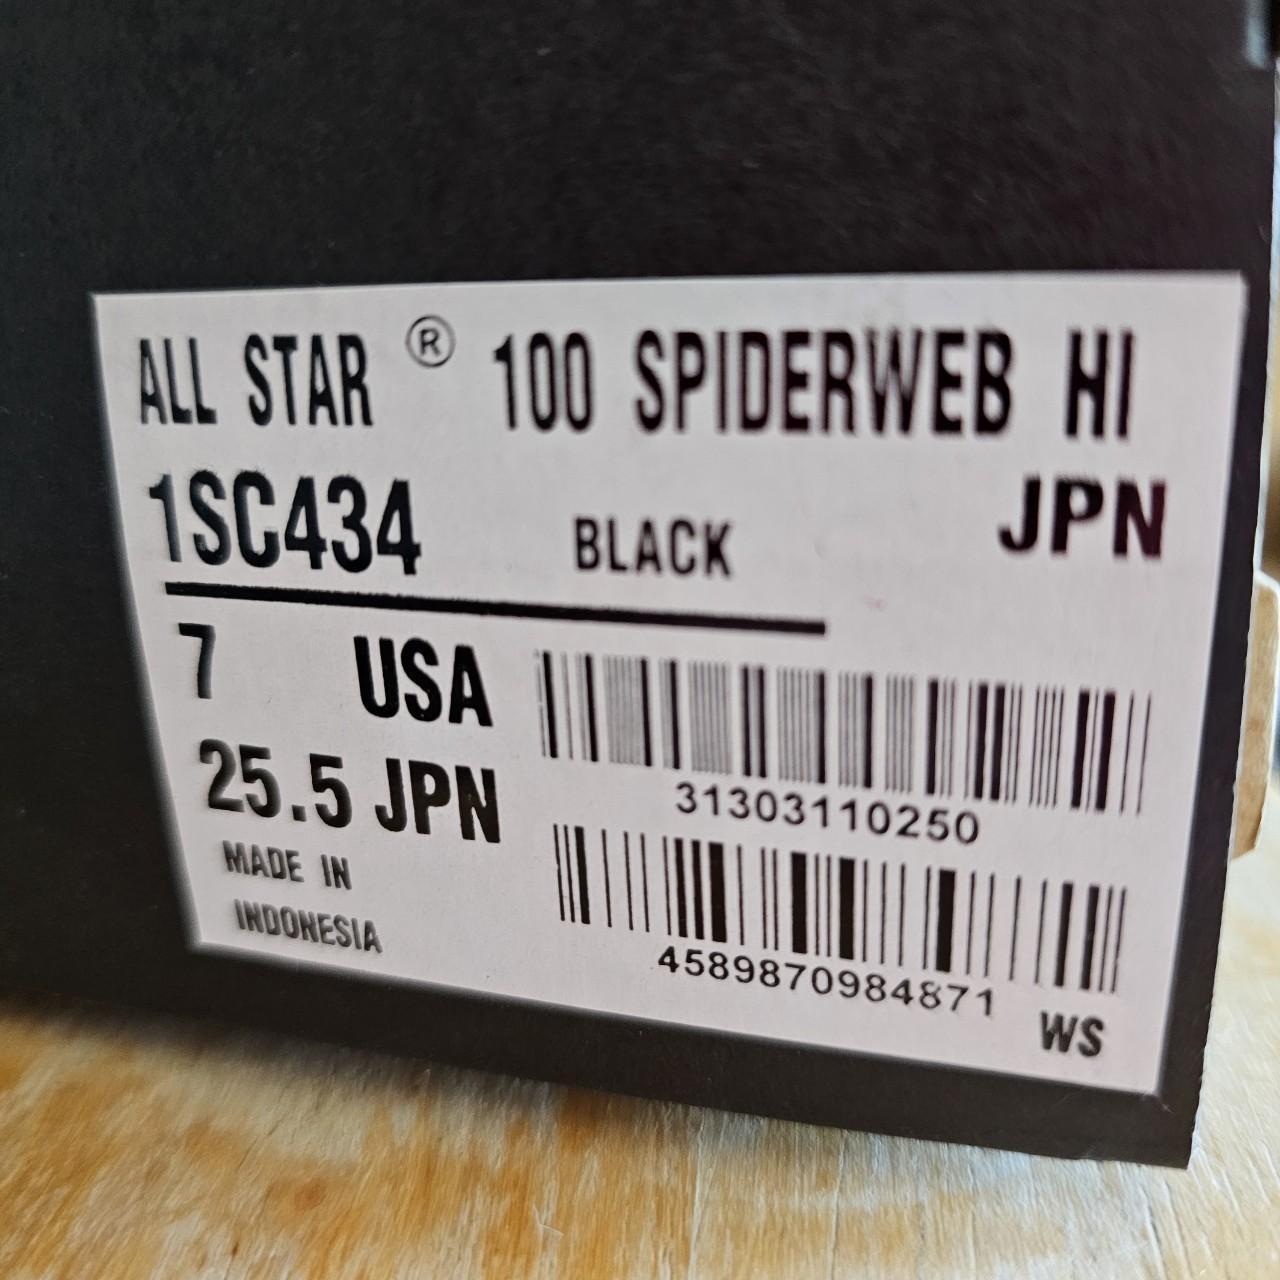 ALL STAR ® 100 SPIDERWEB HI
1SC434 BLACK JPN
7 USA
25.5 JPN
31303110250
MADE IN
INDONESIA
4589870984871
WS